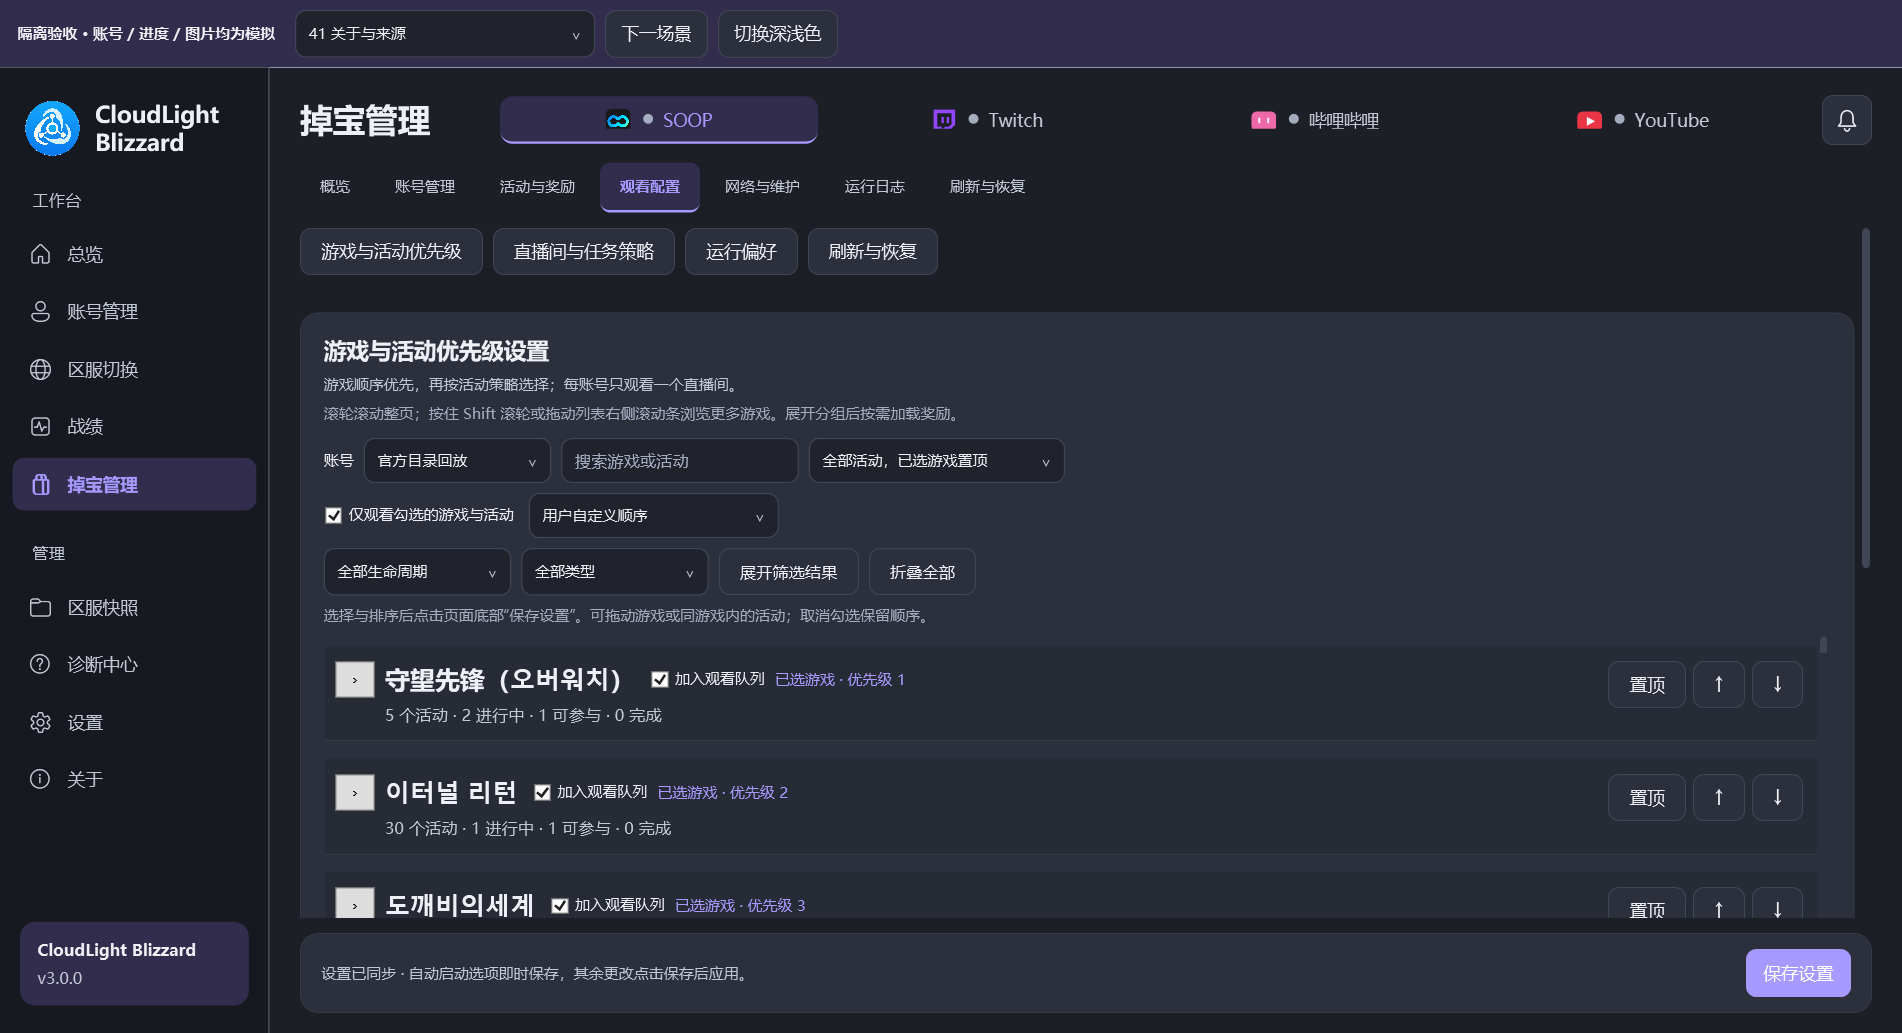 隔离验收 • 账号 / 进度 / 图片均为模拟
41 关于与来源
下一场景
切换深浅色
CloudLight
Blizzard
工作台
总览
账号管理
区服切换
战绩
掉宝管理
管理
区服快照
诊断中心
设置
关于
CloudLight Blizzard
v3.0.0
掉宝管理
SOOP
Twitch
哔哩哔哩
YouTube
概览
账号管理
活动与奖励
观看配置
网络与维护
运行日志
刷新与恢复
游戏与活动优先级
直播间与任务策略
运行偏好
刷新与恢复
游戏与活动优先级设置
游戏顺序优先，再按活动策略选择；每账号只观看一个直播间。
滚轮滚动整页；按住 Shift 滚轮或拖动列表右侧滚动条浏览更多游戏。展开分组后按需加载奖励。
账号
官方目录回放
搜索游戏或活动
全部活动，已选游戏置顶
仅观看勾选的游戏与活动
用户自定义顺序
全部生命周期
全部类型
展开筛选结果
折叠全部
选择与排序后点击页面底部“保存设置”。可拖动游戏或同游戏内的活动；取消勾选保留顺序。
守望先锋（오버워치） 加入观看队列 已选游戏 · 优先级 1
5 个活动 · 2 进行中 · 1 可参与 · 0 完成
置顶 ↑ ↓
이터널 리턴 加入观看队列 已选游戏 · 优先级 2
30 个活动 · 1 进行中 · 1 可参与 · 0 完成
置顶 ↑ ↓
도깨비의세계 加入观看队列 已选游戏 · 优先级 3
置顶 ↑ ↓
设置已同步 · 自动启动选项即时保存，其余更改点击保存后应用。
保存设置